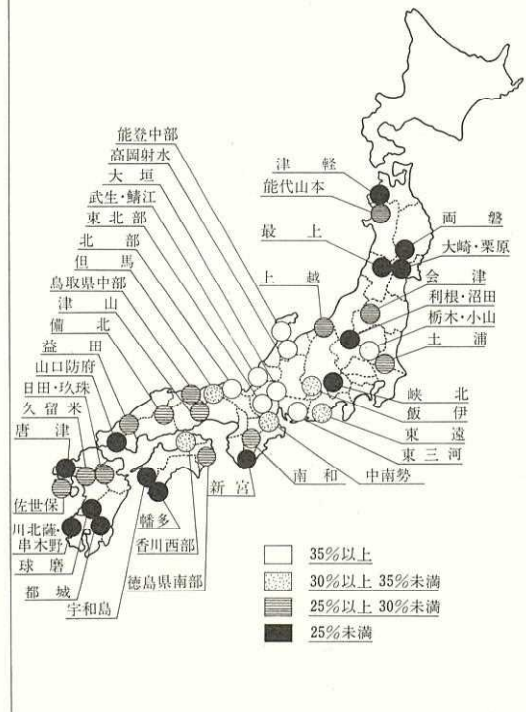 能登中部
高岡射水
大垣
武生・鯖江
東北部
北部
但馬
鳥取県中部
津山
備北
益田
山口防府
日田・玖珠
久留米
唐津
佐世保
川北薩・
串木野
球磨
都城
宇和島
幡多
香川西部
徳島県南部
新宮
南和
中南勢
東三河
東遠
飯伊
峡北
土浦
栃木・小山
利根・沼田
会津
大崎・栗原
両磐
津軽
能代山本
最上
上越
35%以上
30%以上 35%未満
25%以上 30%未満
25%未満